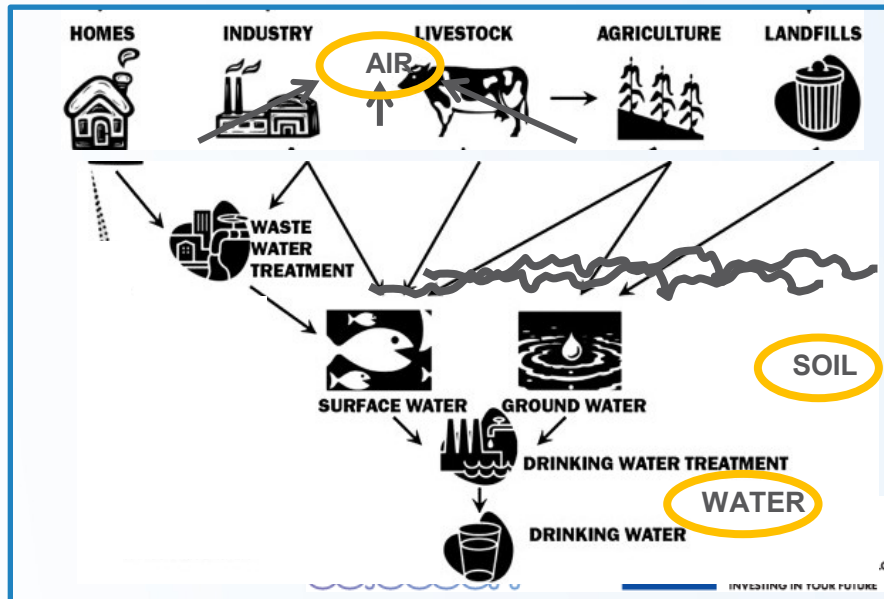 HOMES
INDUSTRY
AIR
LIVESTOCK
AGRICULTURE
LANDFILLS
WASTE
WATER
TREATMENT
SOIL
SURFACE WATER
GROUND WATER
DRINKING WATER TREATMENT
WATER
DRINKING WATER
INVESTING IN YOUR FUTURE